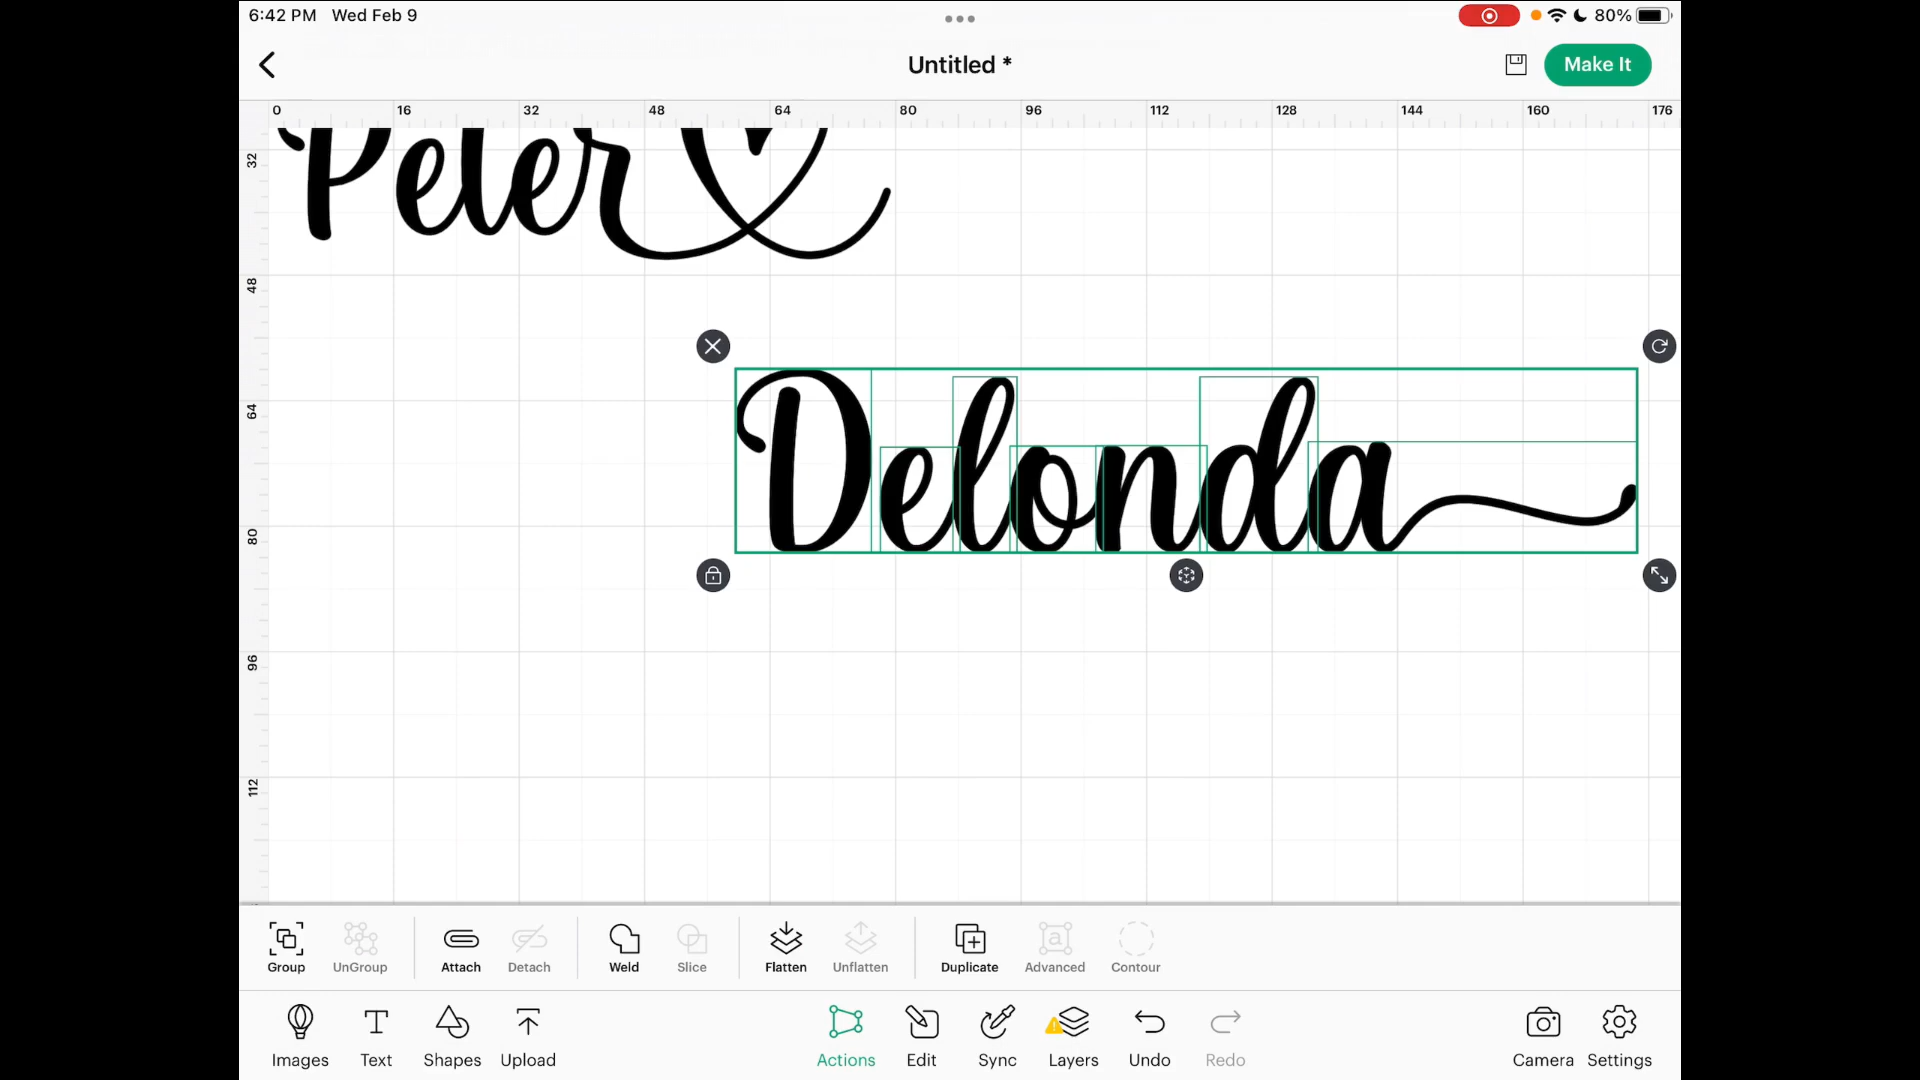 6:42 PM Wed Feb 9
80%
Untitled *
Make It
0 16 32 48 64 80 96 112 128 144 160 176
32
48
64
80
96
112
Peter
Delonda
Group UnGroup Attach Detach Weld Slice Flatten Unflatten Duplicate Advanced Contour
Images Text Shapes Upload Actions Edit Sync Layers Undo Redo Camera Settings